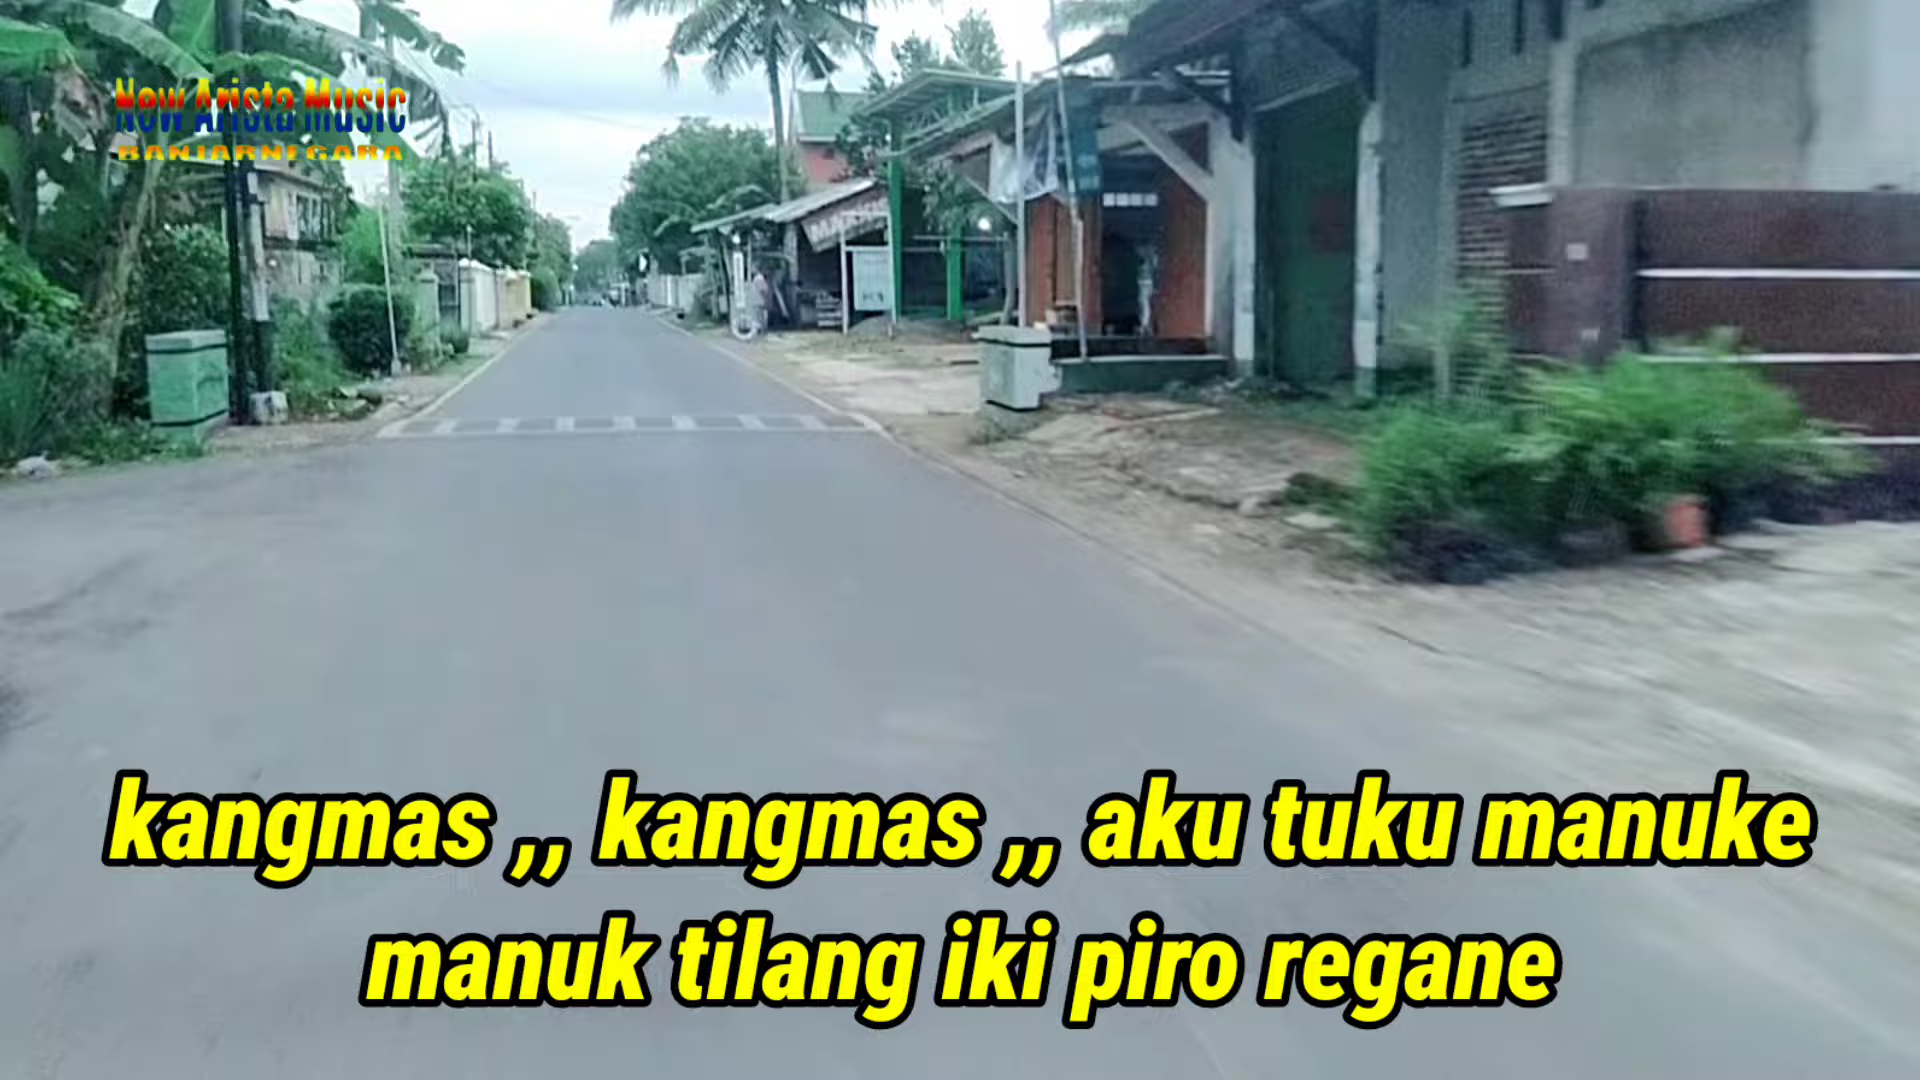 New Arista Music
BANJARNEGARA
kangmas ,, kangmas ,, aku tuku manuke
manuk tilang iki piro regane